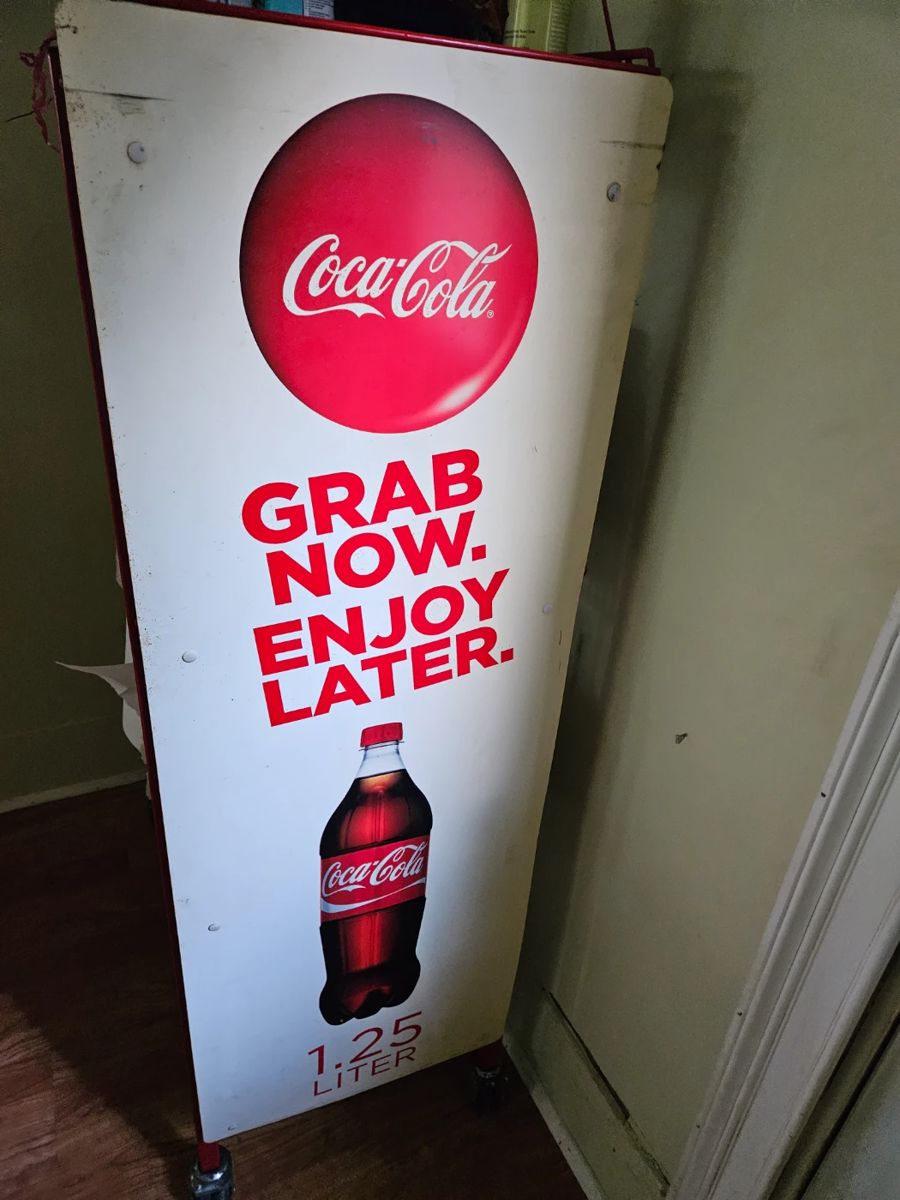 Coca-Cola®
GRAB
NOW.
ENJOY
LATER.
Coca-Cola
1.25
LITER